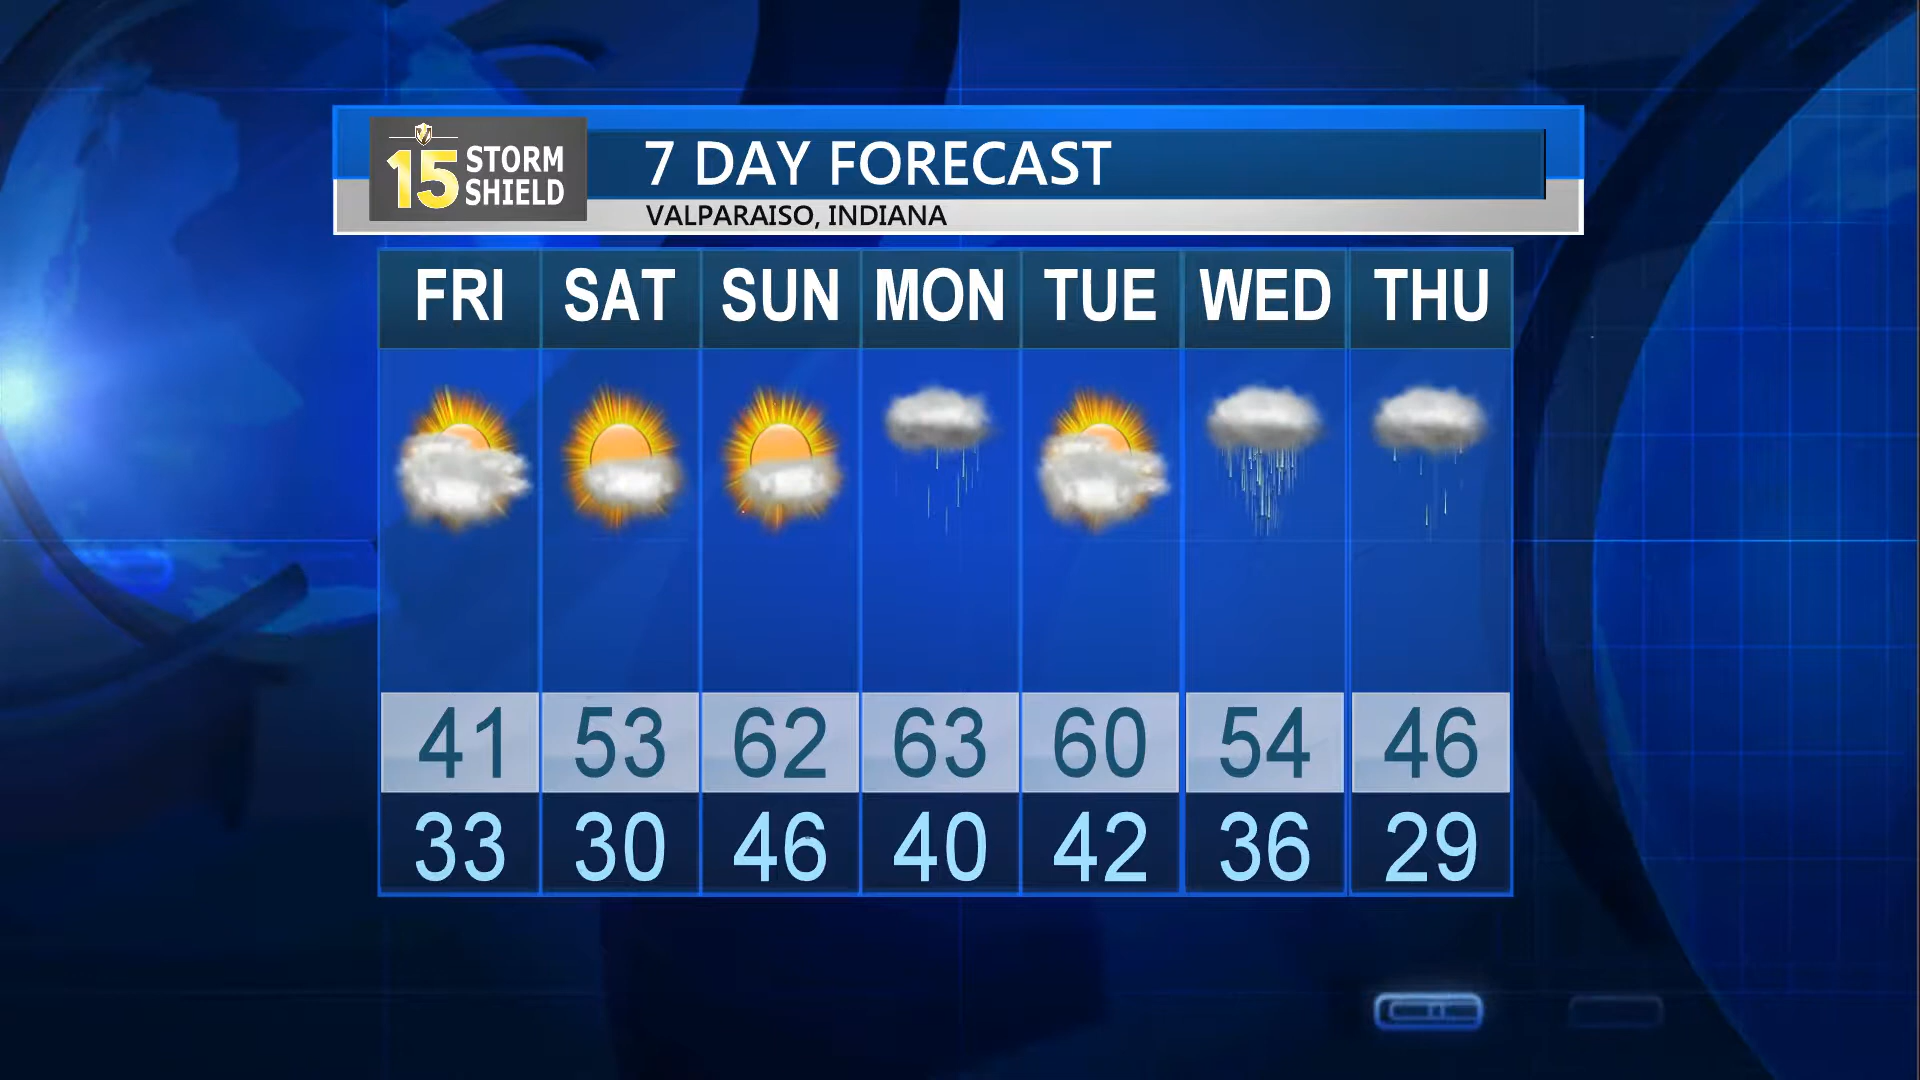 15 STORM SHIELD
7 DAY FORECAST
VALPARAISO, INDIANA
FRI SAT SUN MON TUE WED THU
41 53 62 63 60 54 46
33 30 46 40 42 36 29